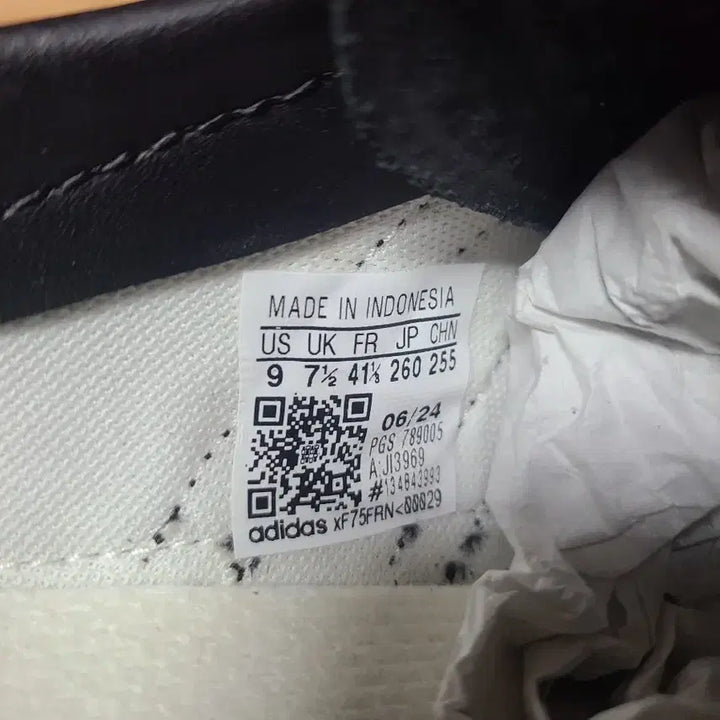 MADE IN INDONESIA
US UK FR JP CHN
9 7½ 41⅓ 260 255
06/24
PGS 789005
A:JI3969
#134843993
adidas xF75FRN<00029